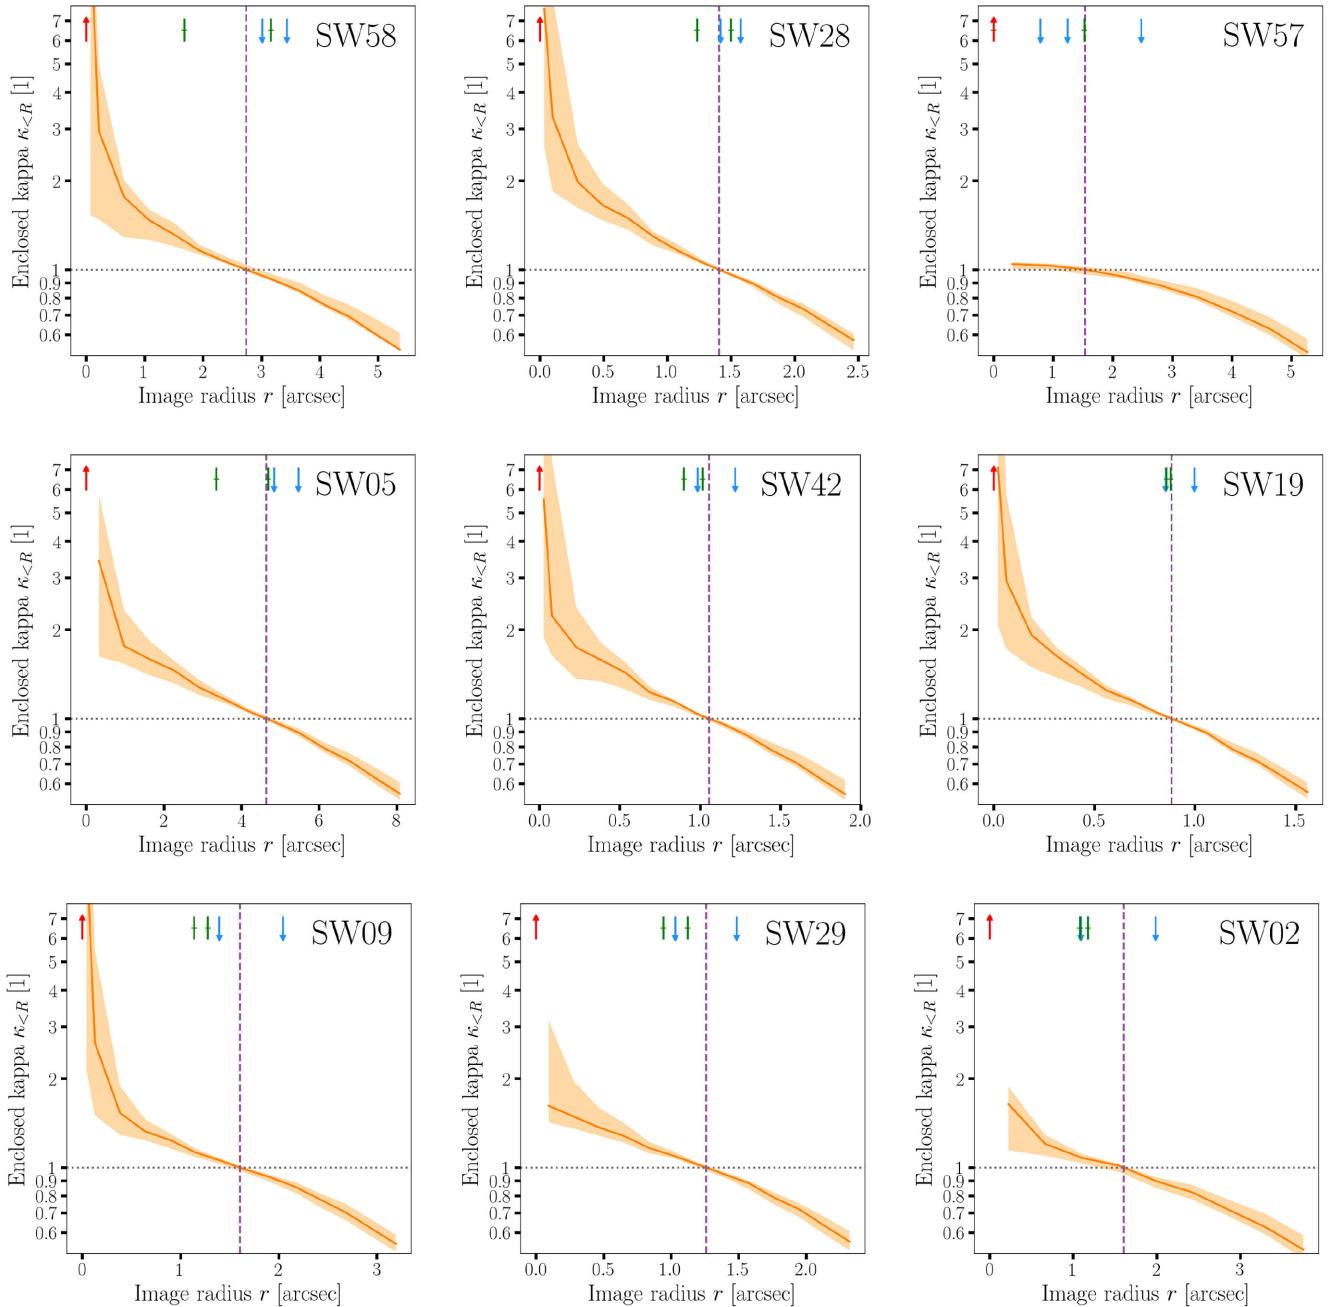 SW58
7
6
5
4
3
2
1
0.9
0.8
0.7
0.6
Enclosed kappa κ<R [1]
0 1 2 3 4 5
Image radius r [arcsec]
SW28
7
6
5
4
3
2
1
0.9
0.8
0.7
0.6
Enclosed kappa κ<R [1]
0.0 0.5 1.0 1.5 2.0 2.5
Image radius r [arcsec]
SW57
7
6
5
4
3
2
1
0.9
0.8
0.7
0.6
Enclosed kappa κ<R [1]
0 1 2 3 4 5
Image radius r [arcsec]
SW05
7
6
5
4
3
2
1
0.9
0.8
0.7
0.6
Enclosed kappa κ<R [1]
0 2 4 6 8
Image radius r [arcsec]
SW42
7
6
5
4
3
2
1
0.9
0.8
0.7
0.6
Enclosed kappa κ<R [1]
0.0 0.5 1.0 1.5 2.0
Image radius r [arcsec]
SW19
7
6
5
4
3
2
1
0.9
0.8
0.7
0.6
Enclosed kappa κ<R [1]
0.0 0.5 1.0 1.5
Image radius r [arcsec]
SW09
7
6
5
4
3
2
1
0.9
0.8
0.7
0.6
Enclosed kappa κ<R [1]
0 1 2 3
Image radius r [arcsec]
SW29
7
6
5
4
3
2
1
0.9
0.8
0.7
0.6
Enclosed kappa κ<R [1]
0.0 0.5 1.0 1.5 2.0
Image radius r [arcsec]
SW02
7
6
5
4
3
2
1
0.9
0.8
0.7
0.6
Enclosed kappa κ<R [1]
0 1 2 3
Image radius r [arcsec]